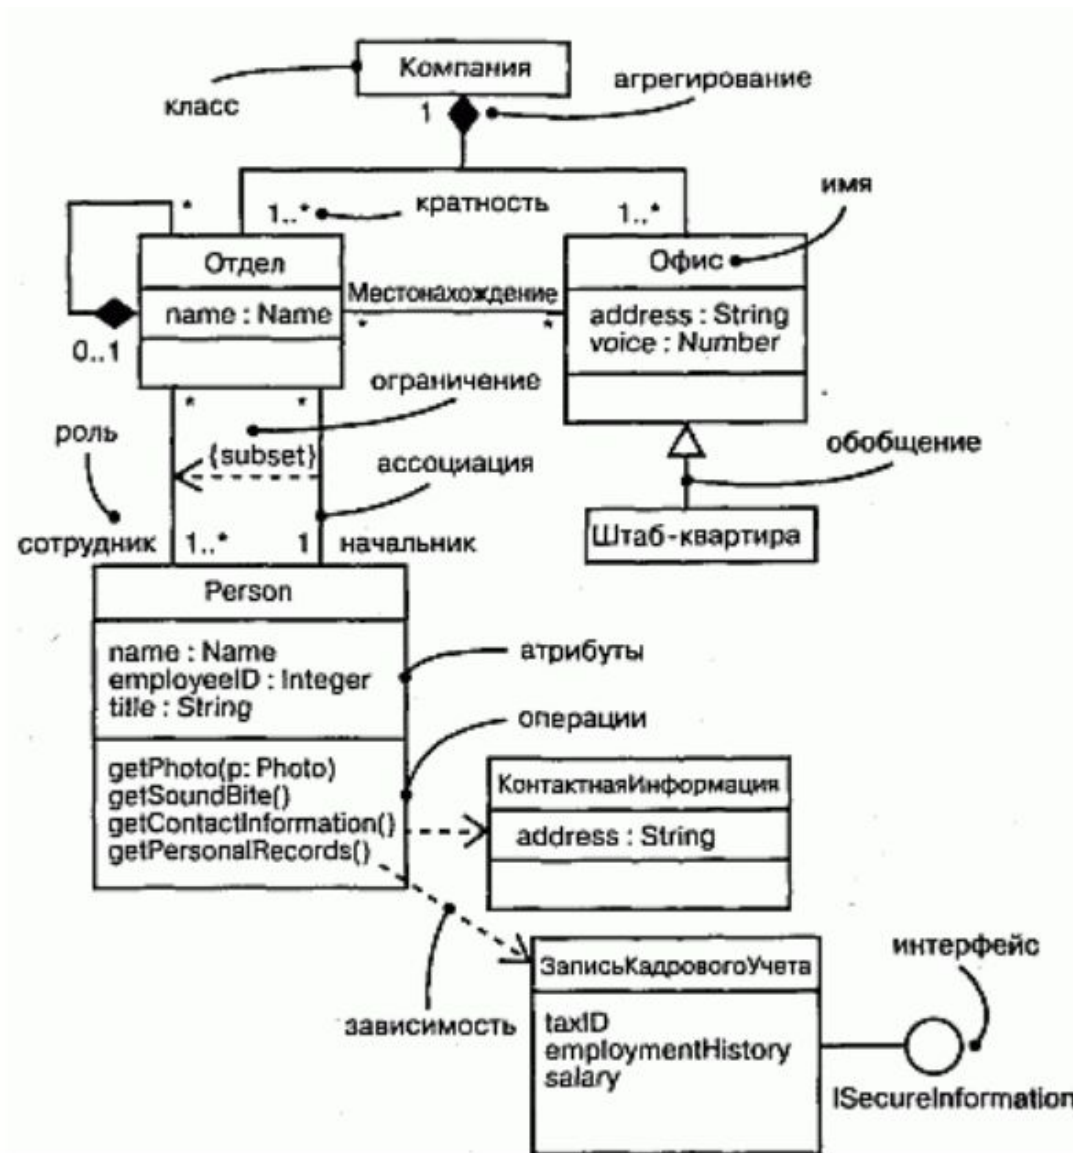 Компания
класс
1
агрегирование
*
1..*
кратность
1..*
имя
Отдел
Офис
name : Name
Местонахождение
*
*
address : String
voice : Number
0..1
ограничение
*
*
роль
{subset}
ассоциация
обобщение
сотрудник
1..*
1
начальник
Штаб-квартира
Person
name : Name
employeeID : Integer
title : String
атрибуты
операции
getPhoto(p: Photo)
getSoundBite()
getContactInformation()
getPersonalRecords()
КонтактнаяИнформация
address : String
интерфейс
ЗаписьКадровогоУчета
зависимость
taxID
employmentHistory
salary
ISecureInformation